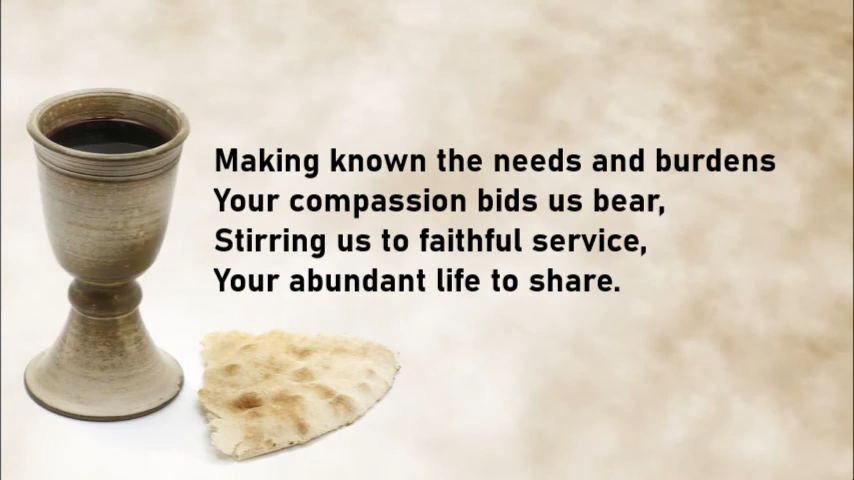 Making known the needs and burdens
Your compassion bids us bear,
Stirring us to faithful service,
Your abundant life to share.